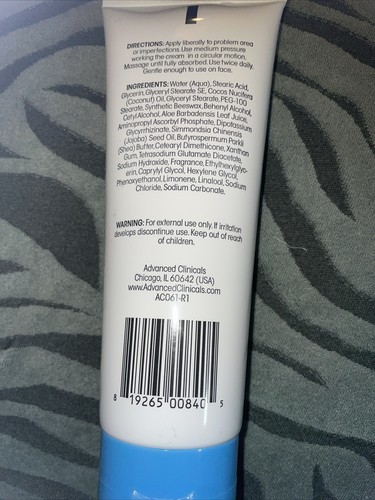 DIRECTIONS: Apply liberally to problem area
or imperfections. Use medium pressure
working the cream in a circular motion.
Massage until fully absorbed. Use twice daily.
Gentle enough to use on face.
INGREDIENTS: Water (Aqua), Stearic Acid,
Glycerin, Glyceryl Stearate SE, Cocos Nucifera
(Coconut) Oil, Glyceryl Stearate, PEG-100
Stearate, Synthetic Beeswax, Behenyl Alcohol,
Cetyl Alcohol, Aloe Barbadensis Leaf Juice,
Aminopropyl Ascorbyl Phosphate, Dipotassium
Glycyrrhizinate, Simmondsia Chinensis
(Jojoba) Seed Oil, Butyrospermum Parkii
(Shea) Butter, Cetearyl Dimethicone, Xanthan
Gum, Tetrasodium Glutamate Diacetate,
Sodium Hydroxide, Fragrance, Ethylhexylglyc-
erin, Caprylyl Glycol, Hexylene Glycol,
Phenoxyethanol, Limonene, Linalool, Sodium
Chloride, Sodium Carbonate.
WARNING: For external use only. If irritation
develops discontinue use. Keep out of reach
of children.
Advanced Clinicals
Chicago, IL 60642 (USA)
www.AdvancedClinicals.com
AC061-R1
8 19265 00840 5